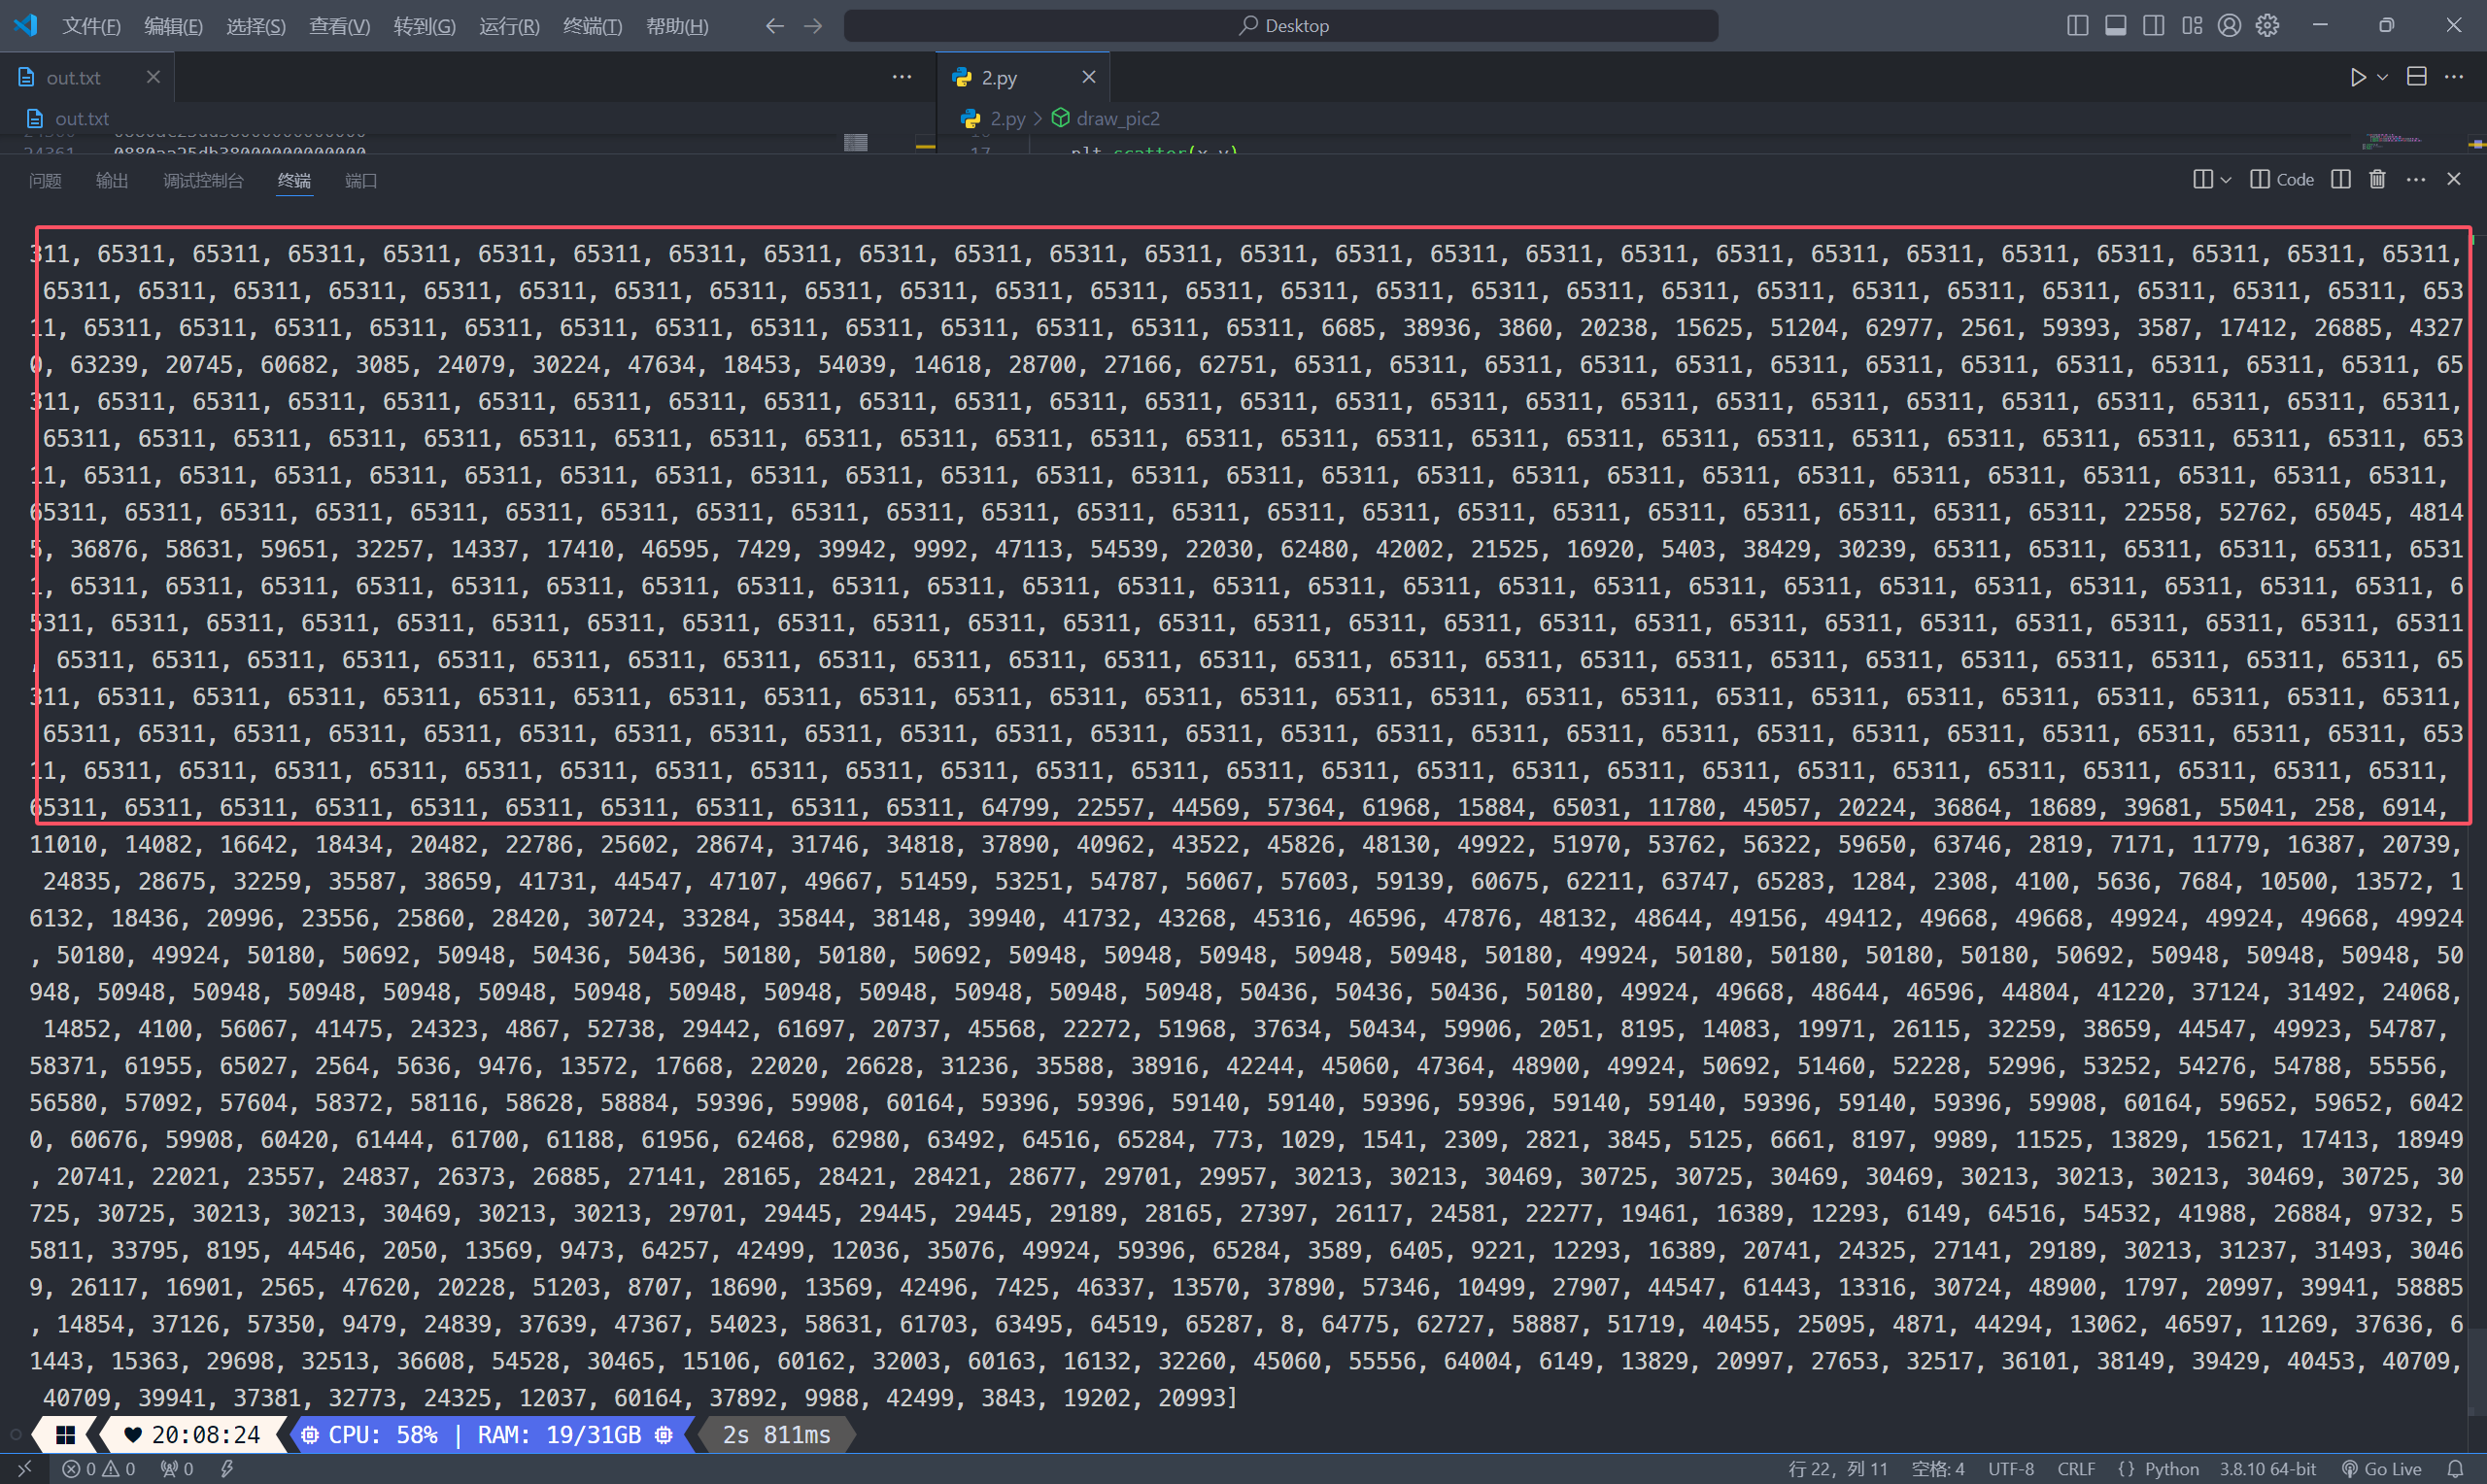 文件(F) 编辑(E) 选择(S) 查看(V) 转到(G) 运行(R) 终端(T) 帮助(H) Desktop
out.txt 2.py
out.txt 2.py > draw_pic2
24361 0880aa25db38000000000000 17 plt.scatter(x,y)
问题 输出 调试控制台 终端 端口 Code
311, 65311, 65311, 65311, 65311, 65311, 65311, 65311, 65311, 65311, 65311, 65311, 65311, 65311, 65311, 65311, 65311, 65311, 65311, 65311, 65311, 65311, 65311, 65311, 65311, 65311,
65311, 65311, 65311, 65311, 65311, 65311, 65311, 65311, 65311, 65311, 65311, 65311, 65311, 65311, 65311, 65311, 65311, 65311, 65311, 65311, 65311, 65311, 65311, 65311, 65311, 653
11, 65311, 65311, 65311, 65311, 65311, 65311, 65311, 65311, 65311, 65311, 65311, 65311, 65311, 6685, 38936, 3860, 20238, 15625, 51204, 62977, 2561, 59393, 3587, 17412, 26885, 4327
0, 63239, 20745, 60682, 3085, 24079, 30224, 47634, 18453, 54039, 14618, 28700, 27166, 62751, 65311, 65311, 65311, 65311, 65311, 65311, 65311, 65311, 65311, 65311, 65311, 65311, 65
311, 65311, 65311, 65311, 65311, 65311, 65311, 65311, 65311, 65311, 65311, 65311, 65311, 65311, 65311, 65311, 65311, 65311, 65311, 65311, 65311, 65311, 65311, 65311, 65311, 65311,
65311, 65311, 65311, 65311, 65311, 65311, 65311, 65311, 65311, 65311, 65311, 65311, 65311, 65311, 65311, 65311, 65311, 65311, 65311, 65311, 65311, 65311, 65311, 65311, 65311, 653
11, 65311, 65311, 65311, 65311, 65311, 65311, 65311, 65311, 65311, 65311, 65311, 65311, 65311, 65311, 65311, 65311, 65311, 65311, 65311, 65311, 65311, 65311, 65311, 65311, 65311,
65311, 65311, 65311, 65311, 65311, 65311, 65311, 65311, 65311, 65311, 65311, 65311, 65311, 65311, 65311, 65311, 65311, 65311, 65311, 65311, 65311, 65311, 22558, 52762, 65045, 4814
5, 36876, 58631, 59651, 32257, 14337, 17410, 46595, 7429, 39942, 9992, 47113, 54539, 22030, 62480, 42002, 21525, 16920, 5403, 38429, 30239, 65311, 65311, 65311, 65311, 65311, 6531
1, 65311, 65311, 65311, 65311, 65311, 65311, 65311, 65311, 65311, 65311, 65311, 65311, 65311, 65311, 65311, 65311, 65311, 65311, 65311, 65311, 65311, 65311, 65311, 65311, 65311, 6
5311, 65311, 65311, 65311, 65311, 65311, 65311, 65311, 65311, 65311, 65311, 65311, 65311, 65311, 65311, 65311, 65311, 65311, 65311, 65311, 65311, 65311, 65311, 65311, 65311, 65311
, 65311, 65311, 65311, 65311, 65311, 65311, 65311, 65311, 65311, 65311, 65311, 65311, 65311, 65311, 65311, 65311, 65311, 65311, 65311, 65311, 65311, 65311, 65311, 65311, 65311, 65
311, 65311, 65311, 65311, 65311, 65311, 65311, 65311, 65311, 65311, 65311, 65311, 65311, 65311, 65311, 65311, 65311, 65311, 65311, 65311, 65311, 65311, 65311, 65311, 65311, 65311,
65311, 65311, 65311, 65311, 65311, 65311, 65311, 65311, 65311, 65311, 65311, 65311, 65311, 65311, 65311, 65311, 65311, 65311, 65311, 65311, 65311, 65311, 65311, 65311, 65311, 653
11, 65311, 65311, 65311, 65311, 65311, 65311, 65311, 65311, 65311, 65311, 65311, 65311, 65311, 65311, 65311, 65311, 65311, 65311, 65311, 65311, 65311, 65311, 65311, 65311, 65311,
65311, 65311, 65311, 65311, 65311, 65311, 65311, 65311, 65311, 65311, 64799, 22557, 44569, 57364, 61968, 15884, 65031, 11780, 45057, 20224, 36864, 18689, 39681, 55041, 258, 6914,
11010, 14082, 16642, 18434, 20482, 22786, 25602, 28674, 31746, 34818, 37890, 40962, 43522, 45826, 48130, 49922, 51970, 53762, 56322, 59650, 63746, 2819, 7171, 11779, 16387, 20739,
24835, 28675, 32259, 35587, 38659, 41731, 44547, 47107, 49667, 51459, 53251, 54787, 56067, 57603, 59139, 60675, 62211, 63747, 65283, 1284, 2308, 4100, 5636, 7684, 10500, 13572, 1
6132, 18436, 20996, 23556, 25860, 28420, 30724, 33284, 35844, 38148, 39940, 41732, 43268, 45316, 46596, 47876, 48132, 48644, 49156, 49412, 49668, 49668, 49924, 49924, 49668, 49924
, 50180, 49924, 50180, 50692, 50948, 50436, 50436, 50180, 50180, 50692, 50948, 50948, 50948, 50948, 50948, 50180, 49924, 50180, 50180, 50180, 50180, 50692, 50948, 50948, 50948, 50
948, 50948, 50948, 50948, 50948, 50948, 50948, 50948, 50948, 50948, 50948, 50948, 50948, 50436, 50436, 50436, 50180, 49924, 49668, 48644, 46596, 44804, 41220, 37124, 31492, 24068,
14852, 4100, 56067, 41475, 24323, 4867, 52738, 29442, 61697, 20737, 45568, 22272, 51968, 37634, 50434, 59906, 2051, 8195, 14083, 19971, 26115, 32259, 38659, 44547, 49923, 54787,
58371, 61955, 65027, 2564, 5636, 9476, 13572, 17668, 22020, 26628, 31236, 35588, 38916, 42244, 45060, 47364, 48900, 49924, 50692, 51460, 52228, 52996, 53252, 54276, 54788, 55556,
56580, 57092, 57604, 58372, 58116, 58628, 58884, 59396, 59908, 60164, 59396, 59396, 59140, 59140, 59396, 59396, 59140, 59140, 59396, 59140, 59396, 59908, 60164, 59652, 59652, 6042
0, 60676, 59908, 60420, 61444, 61700, 61188, 61956, 62468, 62980, 63492, 64516, 65284, 773, 1029, 1541, 2309, 2821, 3845, 5125, 6661, 8197, 9989, 11525, 13829, 15621, 17413, 18949
, 20741, 22021, 23557, 24837, 26373, 26885, 27141, 28165, 28421, 28421, 28677, 29701, 29957, 30213, 30213, 30469, 30725, 30725, 30469, 30469, 30213, 30213, 30213, 30469, 30725, 30
725, 30725, 30213, 30213, 30469, 30213, 30213, 29701, 29445, 29445, 29445, 29189, 28165, 27397, 26117, 24581, 22277, 19461, 16389, 12293, 6149, 64516, 54532, 41988, 26884, 9732, 5
5811, 33795, 8195, 44546, 2050, 13569, 9473, 64257, 42499, 12036, 35076, 49924, 59396, 65284, 3589, 6405, 9221, 12293, 16389, 20741, 24325, 27141, 29189, 30213, 31237, 31493, 3046
9, 26117, 16901, 2565, 47620, 20228, 51203, 8707, 18690, 13569, 42496, 7425, 46337, 13570, 37890, 57346, 10499, 27907, 44547, 61443, 13316, 30724, 48900, 1797, 20997, 39941, 58885
, 14854, 37126, 57350, 9479, 24839, 37639, 47367, 54023, 58631, 61703, 63495, 64519, 65287, 8, 64775, 62727, 58887, 51719, 40455, 25095, 4871, 44294, 13062, 46597, 11269, 37636, 6
1443, 15363, 29698, 32513, 36608, 54528, 30465, 15106, 60162, 32003, 60163, 16132, 32260, 45060, 55556, 64004, 6149, 13829, 20997, 27653, 32517, 36101, 38149, 39429, 40453, 40709,
40709, 39941, 37381, 32773, 24325, 12037, 60164, 37892, 9988, 42499, 3843, 19202, 20993]
20:08:24 CPU: 58% | RAM: 19/31GB 2s 811ms
0 0 0 行 22，列 11 空格: 4 UTF-8 CRLF {} Python 3.8.10 64-bit Go Live